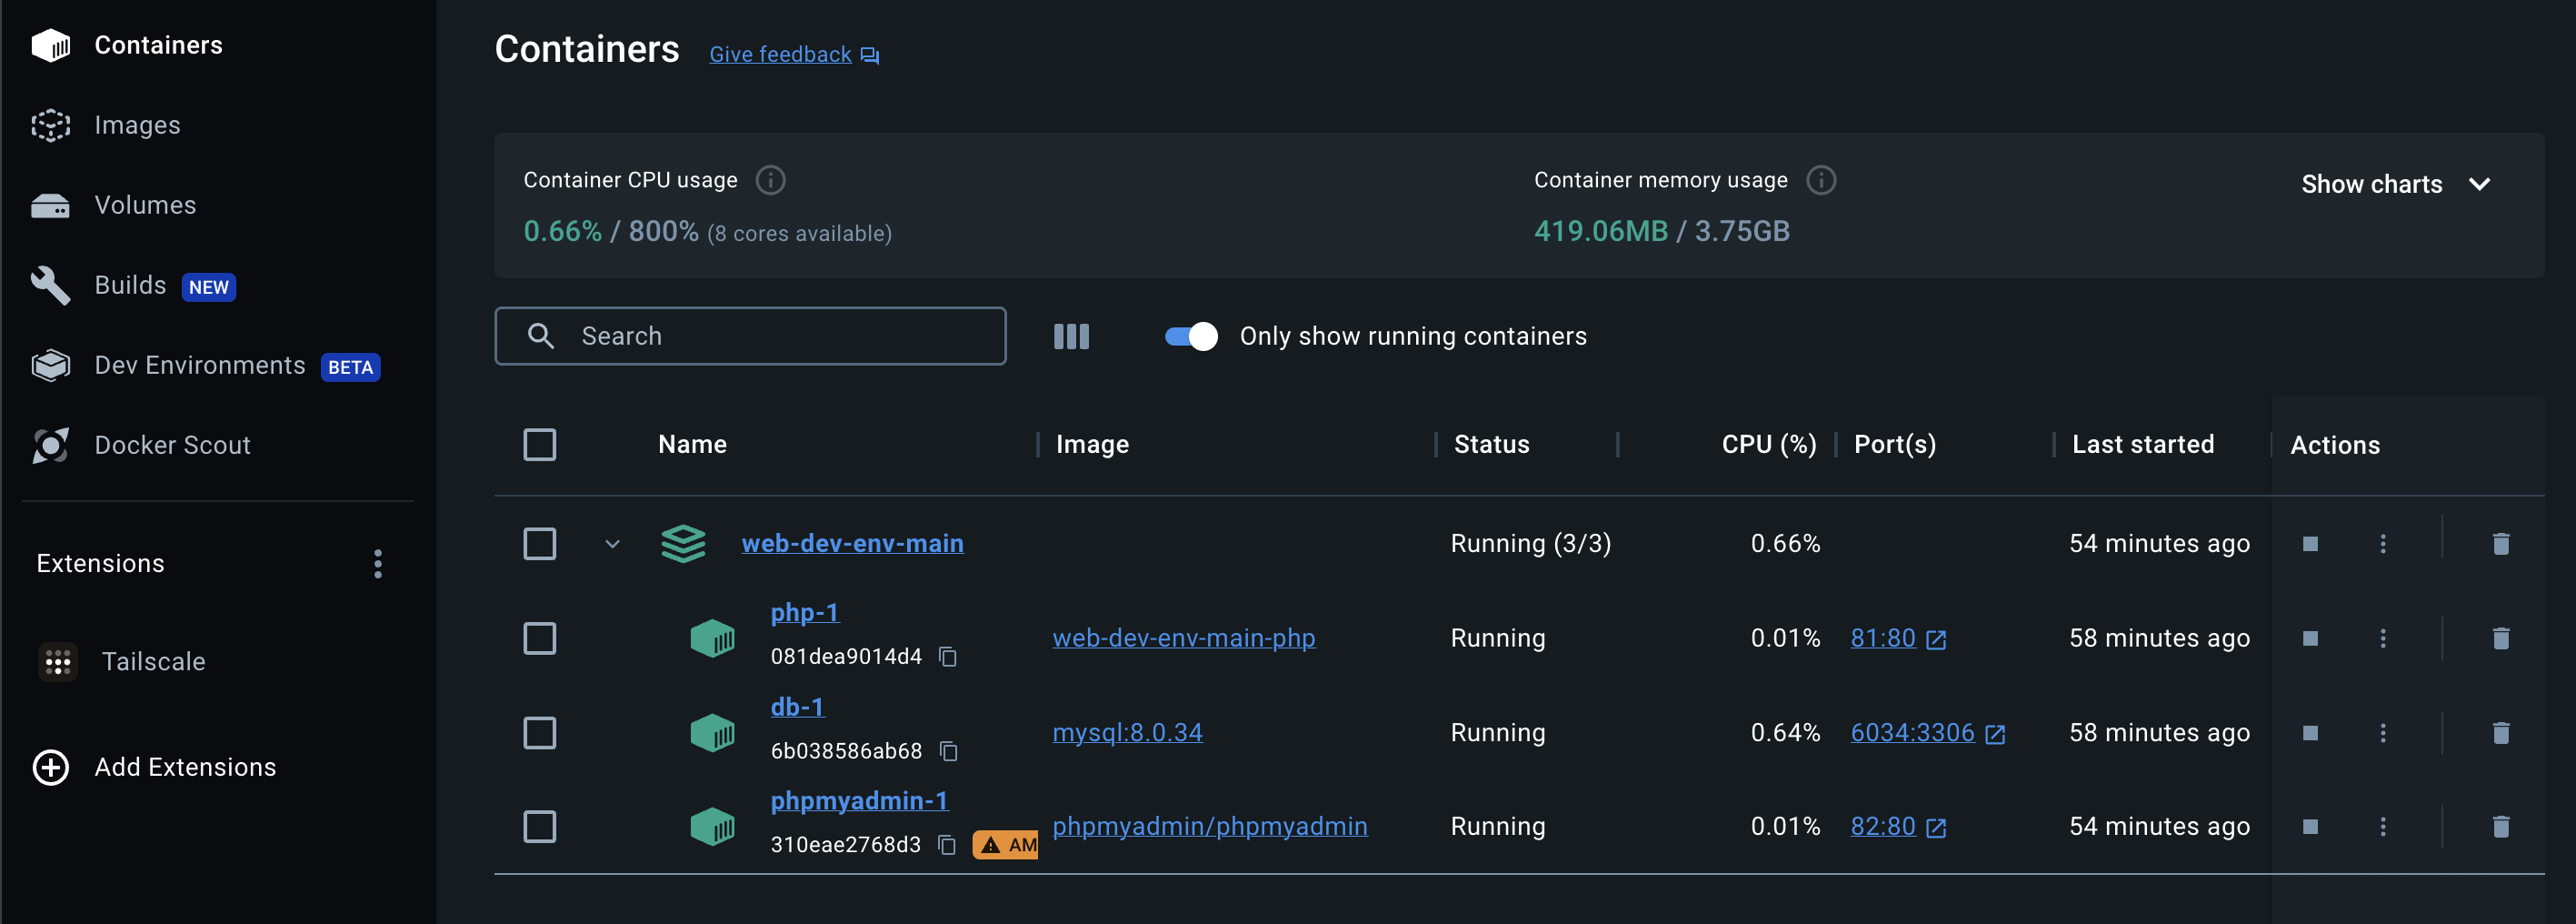 Containers
Images
Volumes
Builds NEW
Dev Environments BETA
Docker Scout
Extensions
Tailscale
Add Extensions
Containers Give feedback
Container CPU usage
0.66% / 800% (8 cores available)
Container memory usage
419.06MB / 3.75GB
Show charts
Search
Only show running containers
Name Image Status CPU (%) Port(s) Last started Actions
web-dev-env-main Running (3/3) 0.66% 54 minutes ago
php-1
081dea9014d4 web-dev-env-main-php Running 0.01% 81:80 58 minutes ago
db-1
6b038586ab68 mysql:8.0.34 Running 0.64% 6034:3306 58 minutes ago
phpmyadmin-1
310eae2768d3 AM phpmyadmin/phpmyadmin Running 0.01% 82:80 54 minutes ago